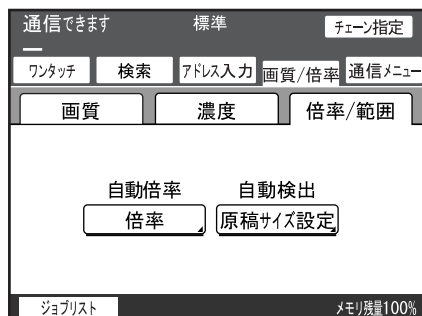 通信できます 標準 チェーン指定
ワンタッチ 検索 アドレス入力 画質/倍率 通信メニュー
画質 濃度 倍率/範囲
自動倍率 自動検出
倍率 原稿サイズ設定
ジョブリスト メモリ残量100%